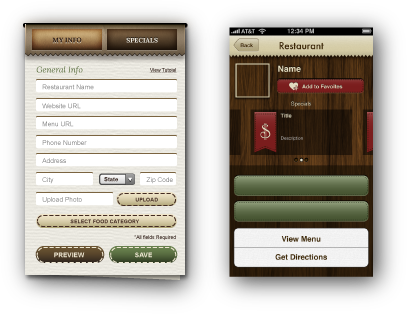 MY INFO
SPECIALS
General Info
View Tutorial
Restaurant Name
Website URL
Menu URL
Phone Number
Address
City
State
Zip Code
Upload Photo
UPLOAD
SELECT FOOD CATEGORY
*All fields Required
PREVIEW
SAVE
AT&T
12:34 PM
Back
Restaurant
Name
Add to Favorites
Specials
$
Title
Description
View Menu
Get Directions